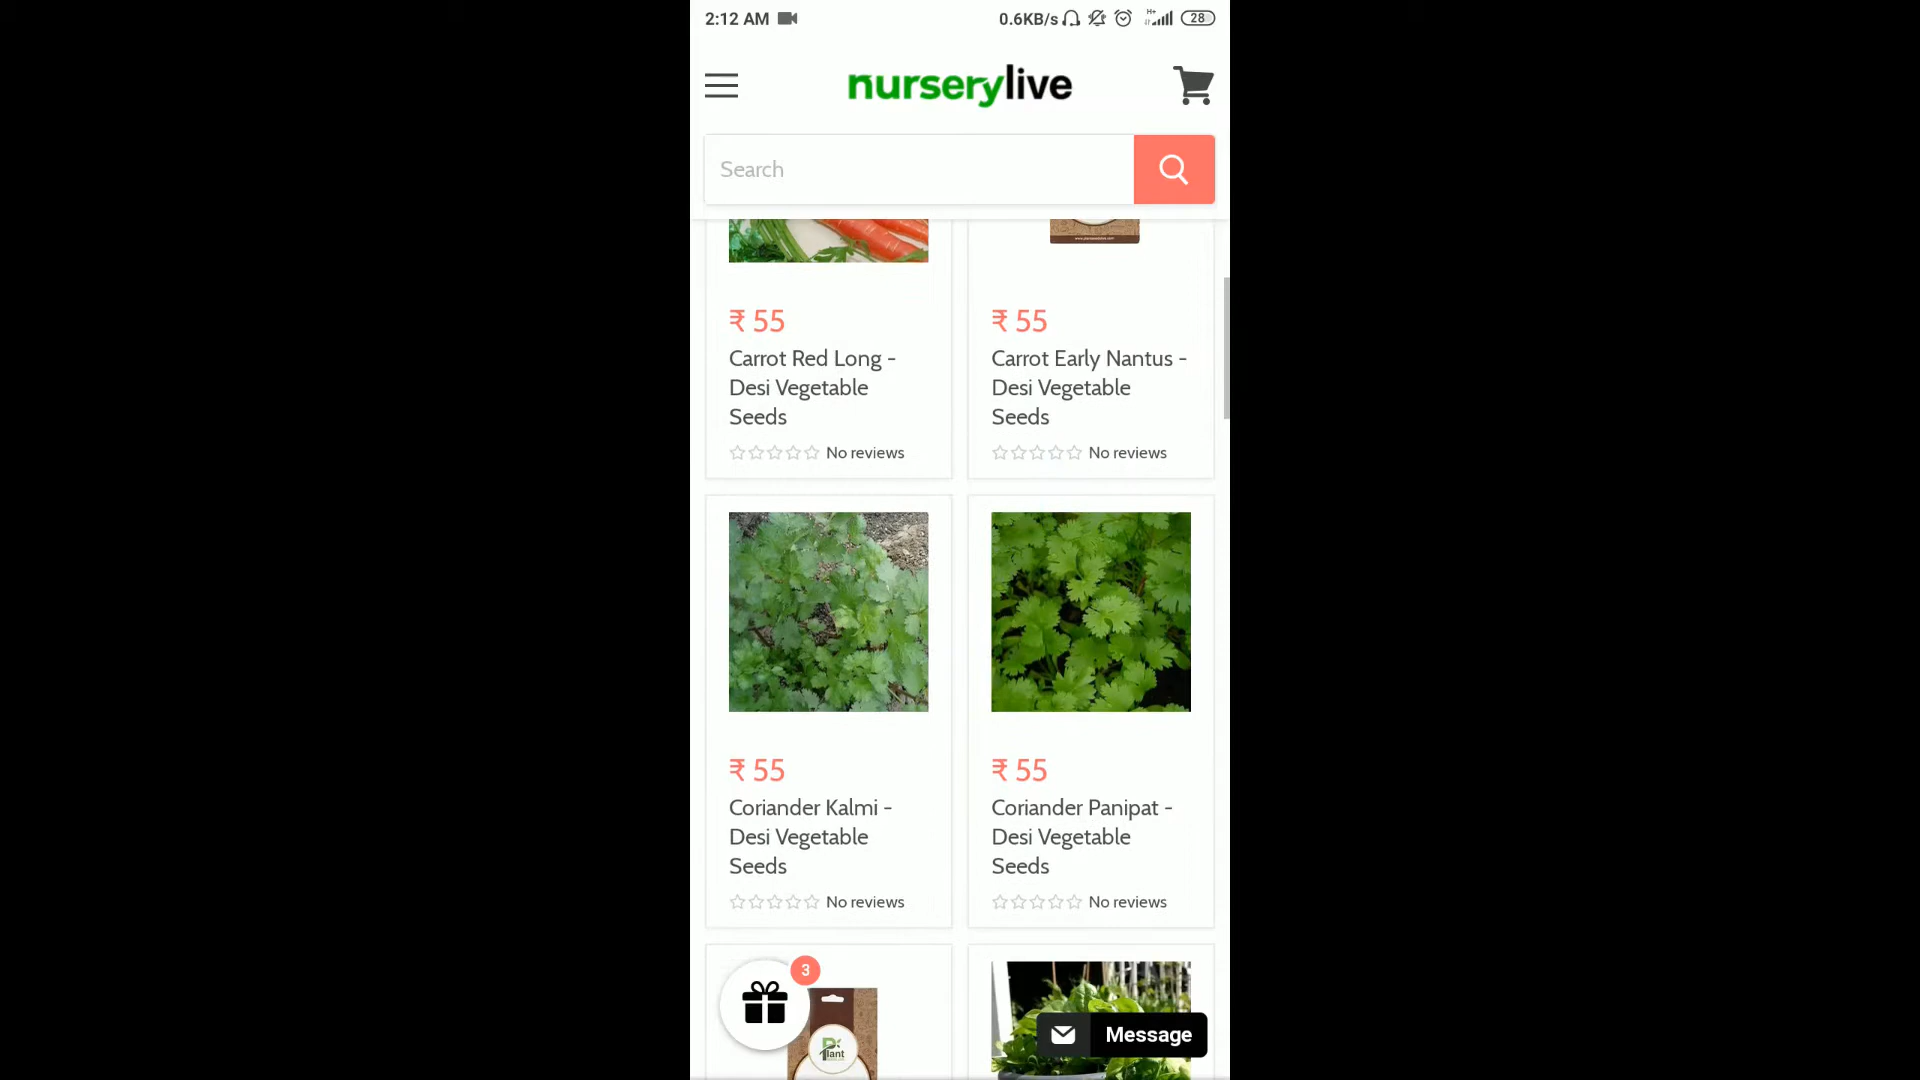 2:12 AM 0.6KB/s H+ 28
nurserylive
Search
₹ 55
Carrot Red Long -
Desi Vegetable
Seeds
No reviews
₹ 55
Carrot Early Nantus -
Desi Vegetable
Seeds
No reviews
₹ 55
Coriander Kalmi -
Desi Vegetable
Seeds
No reviews
₹ 55
Coriander Panipat -
Desi Vegetable
Seeds
No reviews
3
Plant
Message